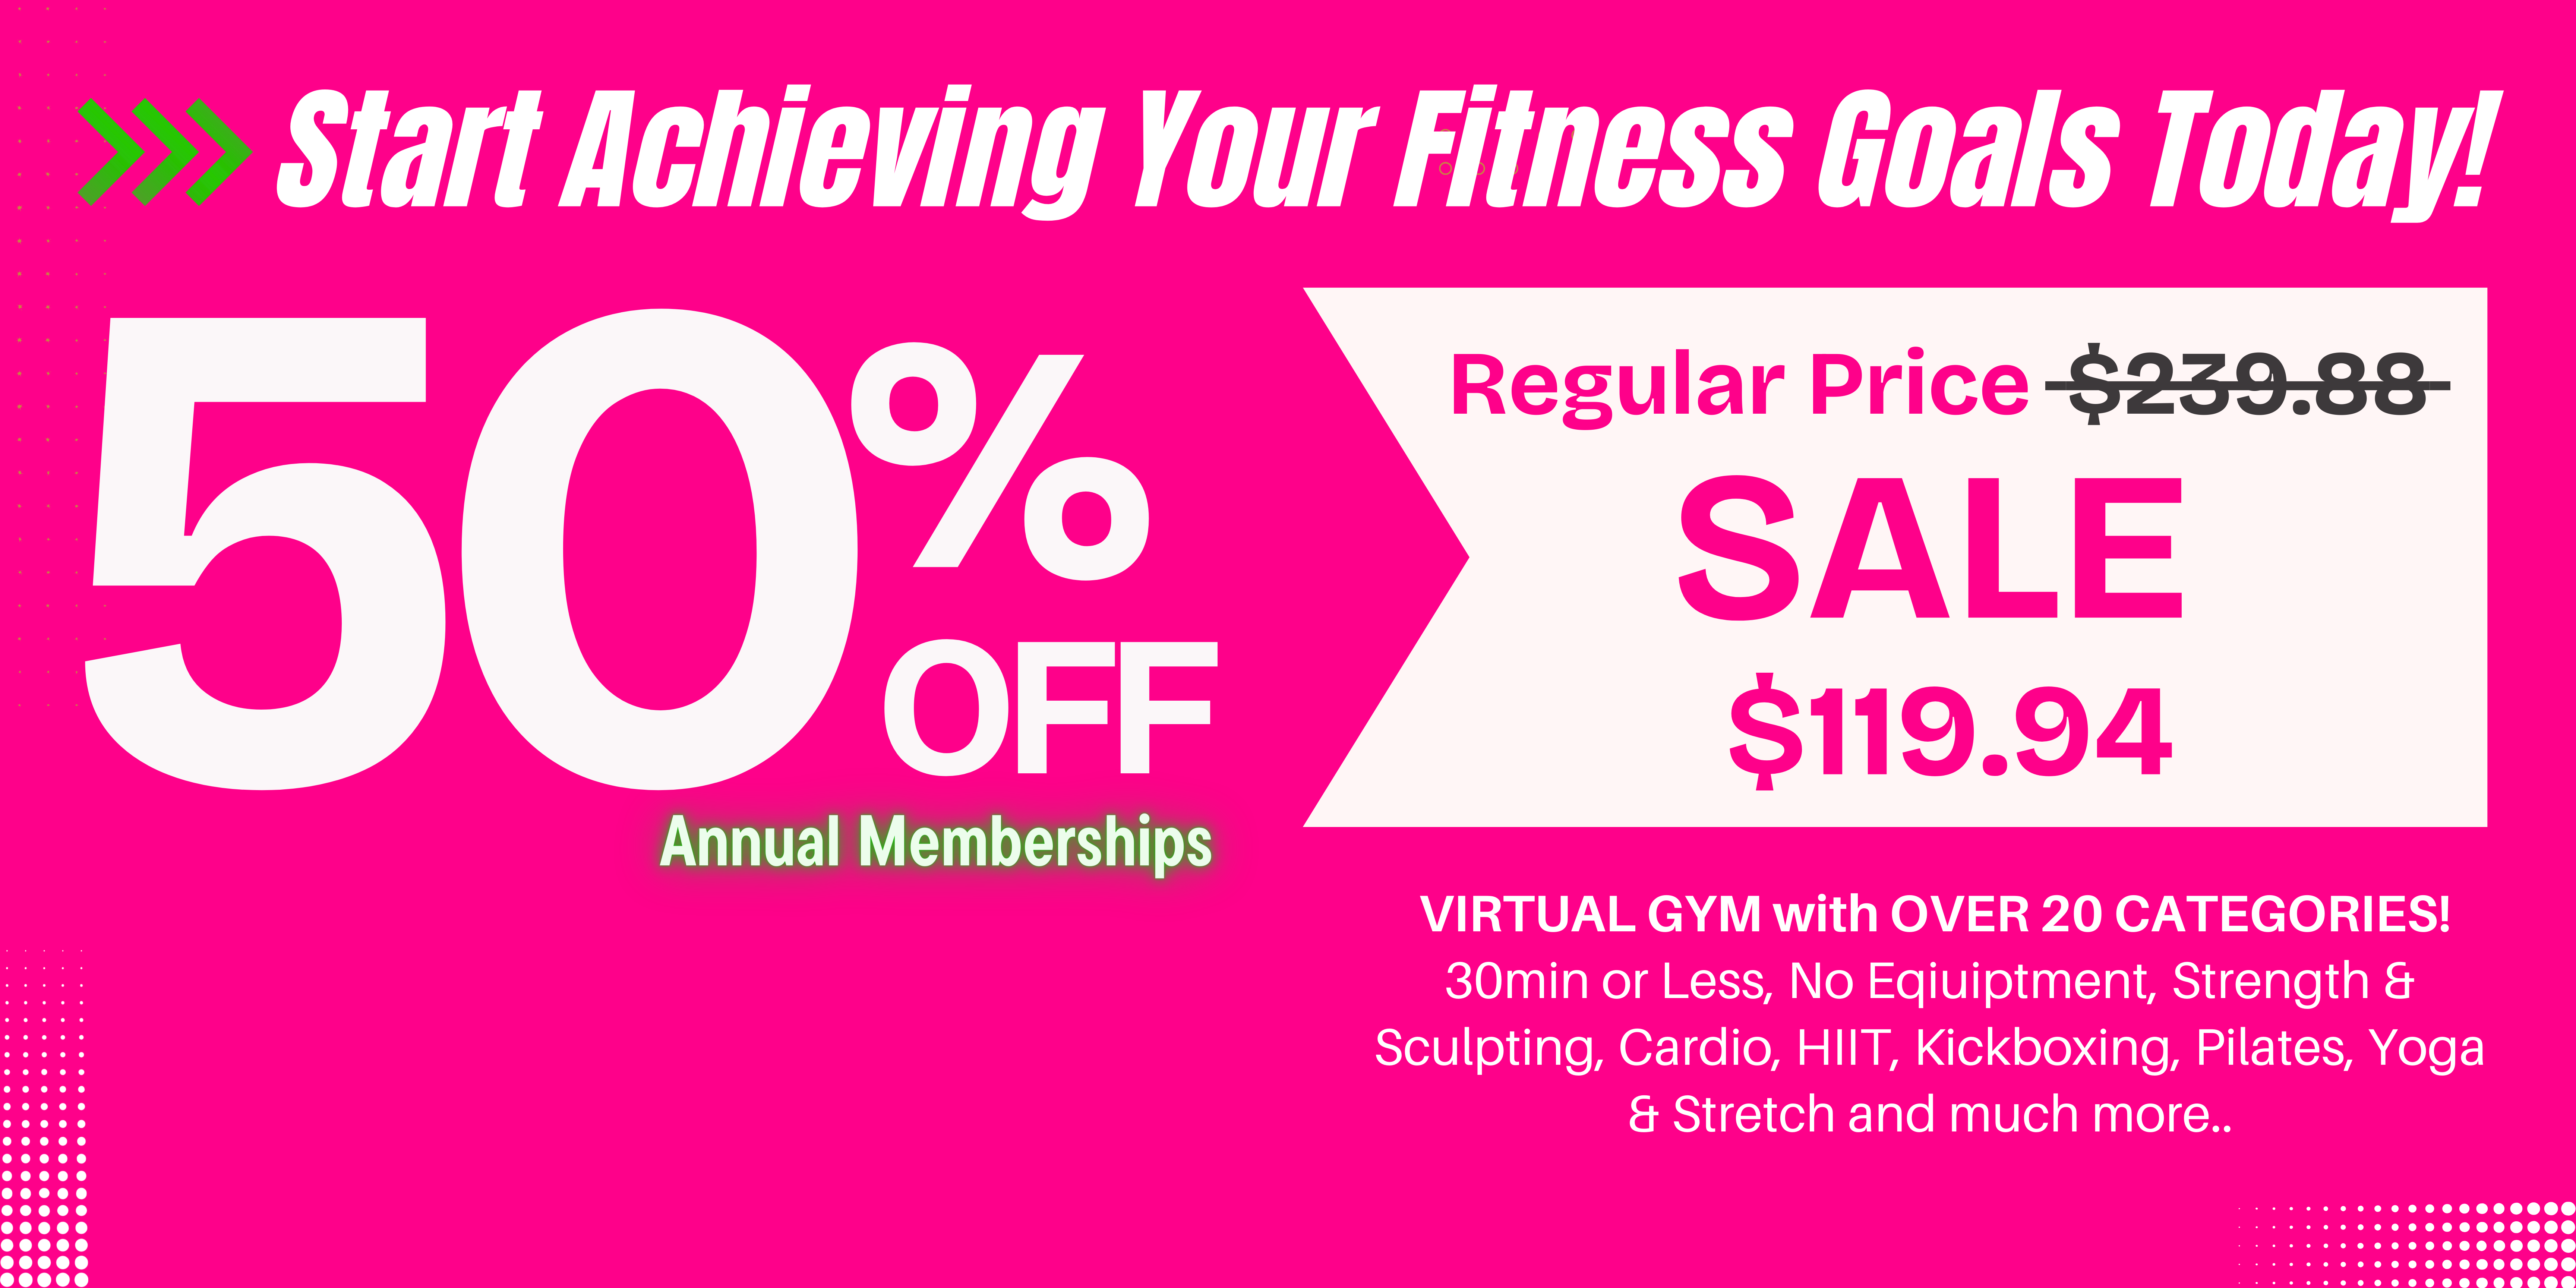 Start Achieving Your Fitness Goals Today!
50%
OFF
Annual Memberships
Regular Price $239.88
SALE
$119.94
VIRTUAL GYM with OVER 20 CATEGORIES!
30min or Less, No Eqiuiptment, Strength &
Sculpting, Cardio, HIIT, Kickboxing, Pilates, Yoga
& Stretch and much more..